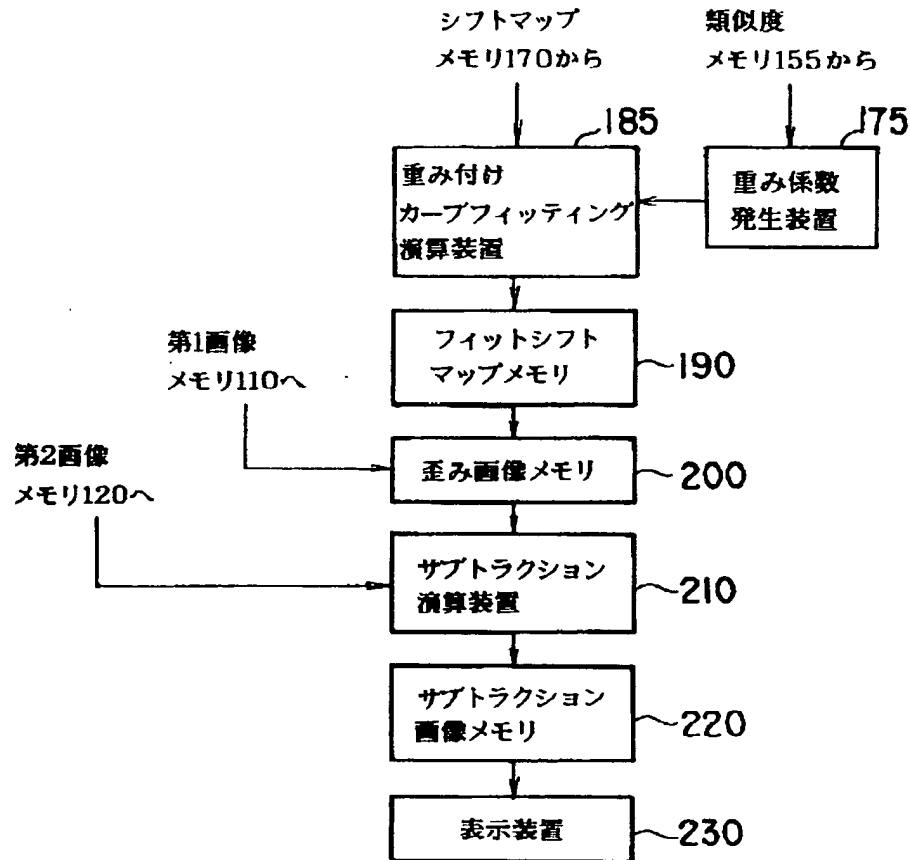 シフトマップ
メモリ170から
類似度
メモリ155から
185
175
重み付け
カーブフィッティング
演算装置
重み係数
発生装置
フィットシフト
マップメモリ
190
第1画像
メモリ110へ
歪み画像メモリ
200
第2画像
メモリ120へ
サブトラクション
演算装置
210
サブトラクション
画像メモリ
220
表示装置
230